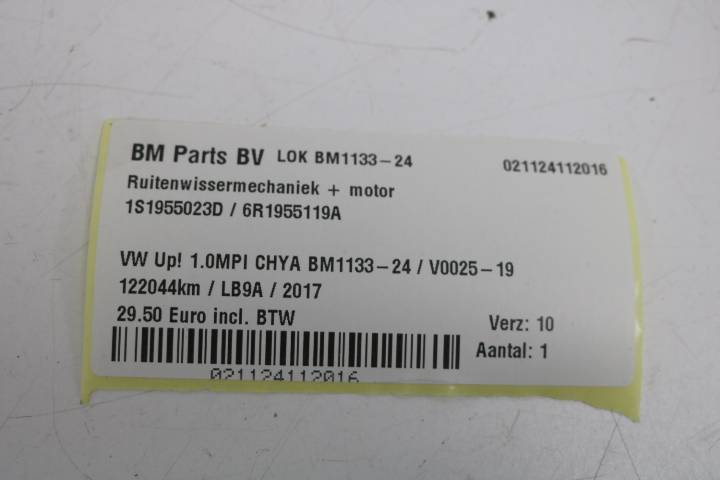 BM Parts BV LOK BM1133-24 021124112016
Ruitenwissermechaniek + motor
1S1955023D / 6R1955119A
VW Up! 1.0MPI CHYA BM1133-24 / V0025-19
122044km / LB9A / 2017
29.50 Euro incl. BTW Verz: 10
Aantal: 1
021124112016